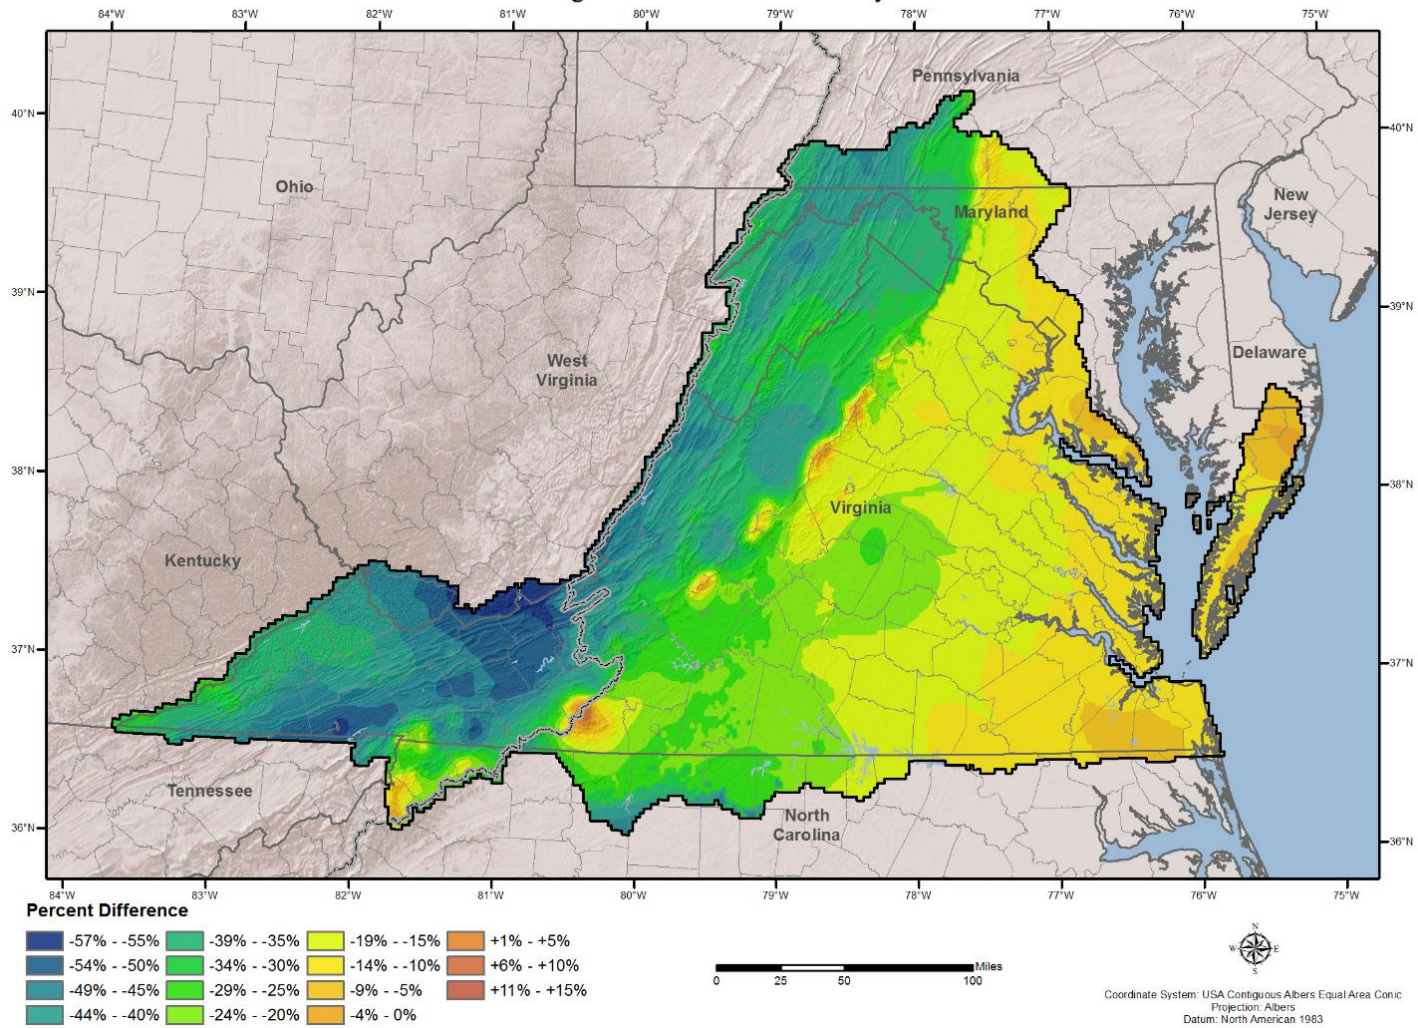 84°W 83°W 82°W 81°W 80°W 79°W 78°W 77°W 76°W 75°W
Pennsylvania
40°N 40°N
Ohio
New
Jersey
Maryland
39°N 39°N
West
Virginia
Delaware
38°N 38°N
Virginia
Kentucky
37°N 37°N
Tennessee
North
Carolina
36°N 36°N
84°W 83°W 82°W 81°W 80°W 79°W 78°W 77°W 76°W 75°W
Percent Difference
-57% - -55% -39% - -35% -19% - -15% +1% - +5%
-54% - -50% -34% - -30% -14% - -10% +6% - +10%
-49% - -45% -29% - -25% -9% - -5% +11% - +15%
-44% - -40% -24% - -20% -4% - 0%
Miles
0 25 50 100
N
W E
S
Coordinate System: USA Contiguous Albers Equal Area Conic
Projection: Albers
Datum: North American 1983